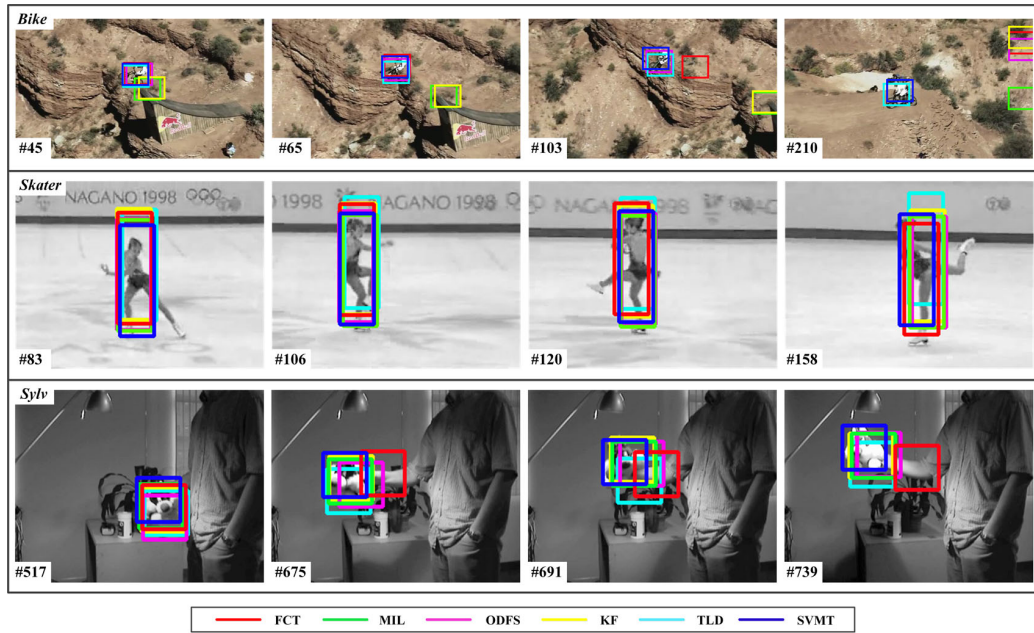 Bike
#45
#65
#103
#210
Skater
NAGANO 1998
1998
NAGANO 1998
NAGANO 1998
#83
#106
#120
#158
Sylv
#517
#675
#691
#739
FCT MIL ODFS KF TLD SVMT